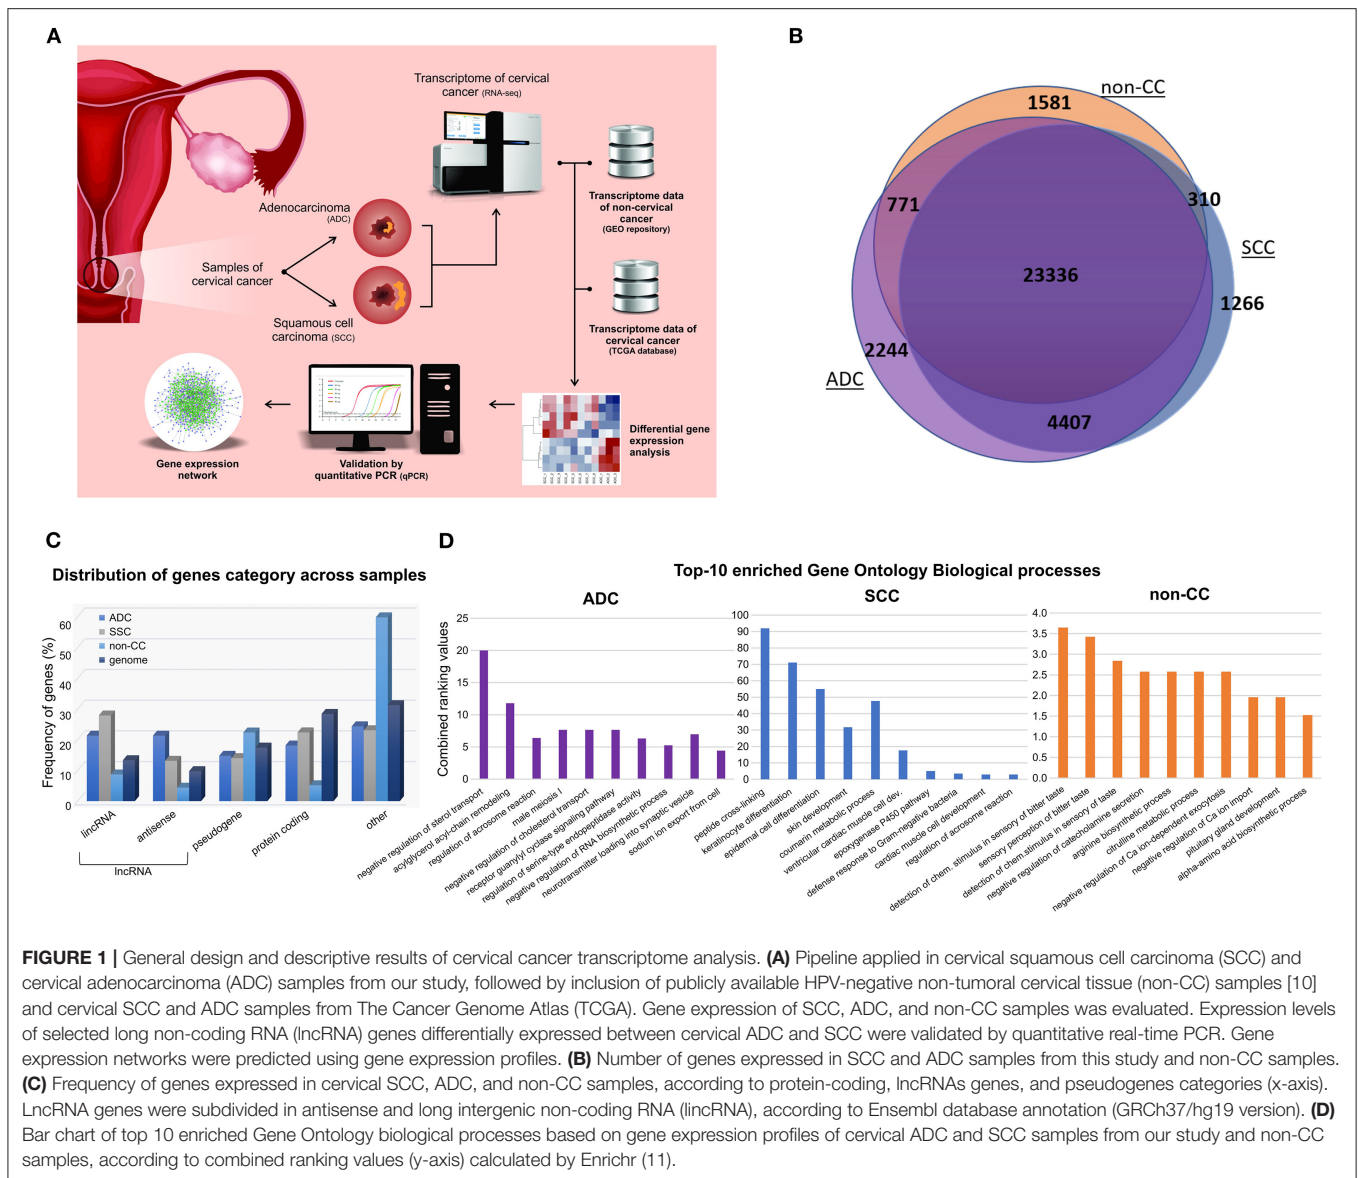 A
Transcriptome of cervical
cancer (RNA-seq)
Adenocarcinoma
(ADC)
Samples of
cervical cancer
Squamous cell
carcinoma (SCC)
Transcriptome data
of non-cervical
cancer
(GEO repository)
Transcriptome data of
cervical cancer
(TCGA database)
Differential gene
expression
analysis
Validation by
quantitative PCR (qPCR)
Gene expression
network
B
non-CC
1581
771
310
SCC
23336
1266
2244
ADC
4407
C
Distribution of genes category across samples
Frequency of genes (%)
60
50
40
30
20
10
0
ADC
SSC
non-CC
genome
lincRNA
antisense
pseudogene
protein coding
other
lncRNA
D
Top-10 enriched Gene Ontology Biological processes
ADC
Combined ranking values
25
20
15
10
5
0
negative regulation of sterol transport
acylglycerol acyl-chain remodeling
regulation of acrosome reaction
male meiosis I
negative regulation of cholesterol transport
receptor guanylyl cyclase signaling pathway
regulation of serine-type endopeptidase activity
negative regulation of RNA biosynthetic process
neurotransmitter loading into synaptic vesicle
sodium ion export from cell
SCC
100
90
80
70
60
50
40
30
20
10
0
peptide cross-linking
keratinocyte differentiation
epidermal cell differentiation
skin development
coumarin metabolic process
ventricular cardiac muscle cell dev.
epoxygenase P450 pathway
defense response to Gram-negative bacteria
cardiac muscle cell development
regulation of acrosome reaction
non-CC
4.0
3.5
3.0
2.5
2.0
1.5
1.0
0.5
0.0
detection of chem. stimulus in sensory of bitter taste
sensory perception of bitter taste
detection of chem.stimulus in sensory of taste
negative regulation of catecholamine secretion
arginine biosynthetic process
citrulline metabolic process
negative regulation of Ca ion-dependent exocytosis
negative regulation of Ca ion import
pituitary gland development
alpha-amino acid biosynthetic process
FIGURE 1 | General design and descriptive results of cervical cancer transcriptome analysis. (A) Pipeline applied in cervical squamous cell carcinoma (SCC) and
cervical adenocarcinoma (ADC) samples from our study, followed by inclusion of publicly available HPV-negative non-tumoral cervical tissue (non-CC) samples [10]
and cervical SCC and ADC samples from The Cancer Genome Atlas (TCGA). Gene expression of SCC, ADC, and non-CC samples was evaluated. Expression levels
of selected long non-coding RNA (lncRNA) genes differentially expressed between cervical ADC and SCC were validated by quantitative real-time PCR. Gene
expression networks were predicted using gene expression profiles. (B) Number of genes expressed in SCC and ADC samples from this study and non-CC samples.
(C) Frequency of genes expressed in cervical SCC, ADC, and non-CC samples, according to protein-coding, lncRNAs genes, and pseudogenes categories (x-axis).
LncRNA genes were subdivided in antisense and long intergenic non-coding RNA (lincRNA), according to Ensembl database annotation (GRCh37/hg19 version). (D)
Bar chart of top 10 enriched Gene Ontology biological processes based on gene expression profiles of cervical ADC and SCC samples from our study and non-CC
samples, according to combined ranking values (y-axis) calculated by Enrichr (11).